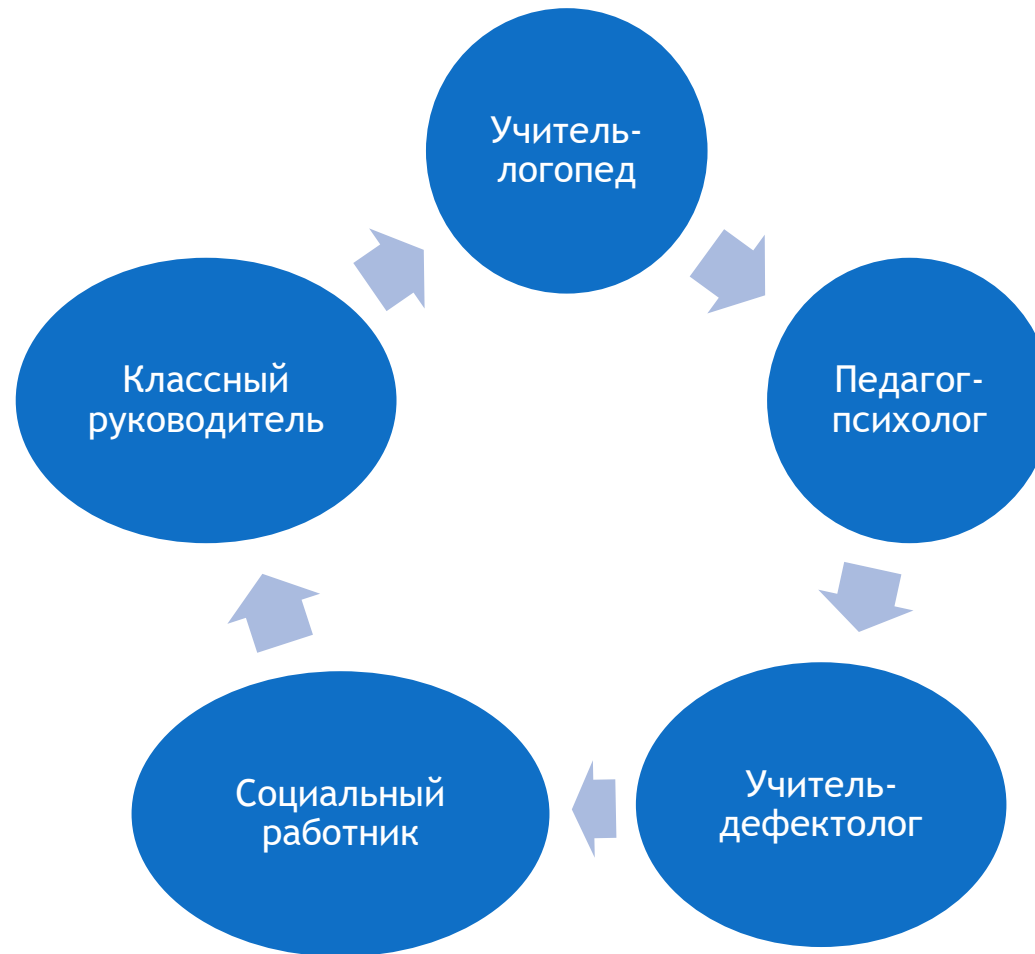 Учитель-
логопед
Педагог-
психолог
Учитель-
дефектолог
Социальный
работник
Классный
руководитель